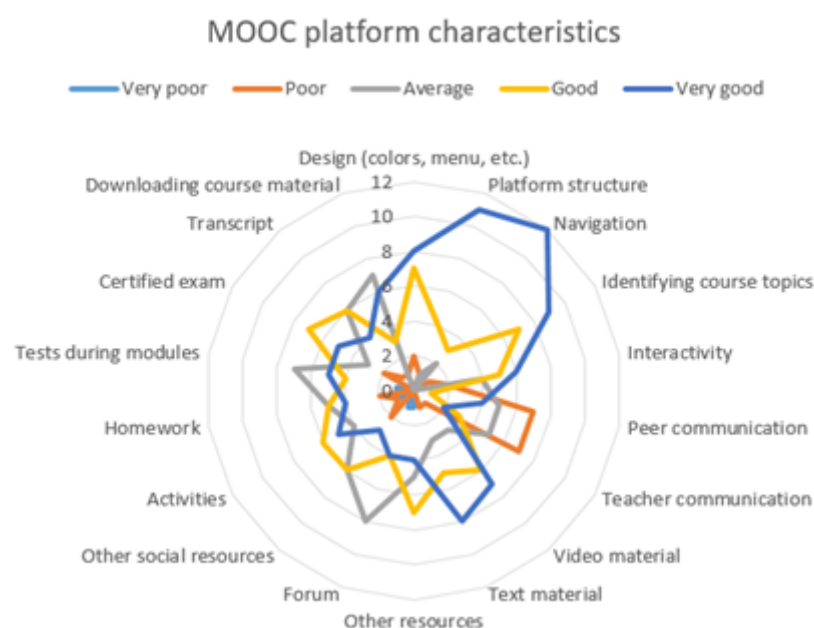 MOOC platform characteristics
Very poor Poor Average Good Very good
Design (colors, menu, etc.)
Downloading course material 12 Platform structure
Transcript 10 Navigation
8
Certified exam 6 Identifying course topics
4
Tests during modules 2 Interactivity
0
Homework Peer communication
Activities Teacher communication
Other social resources Video material
Forum Text material
Other resources